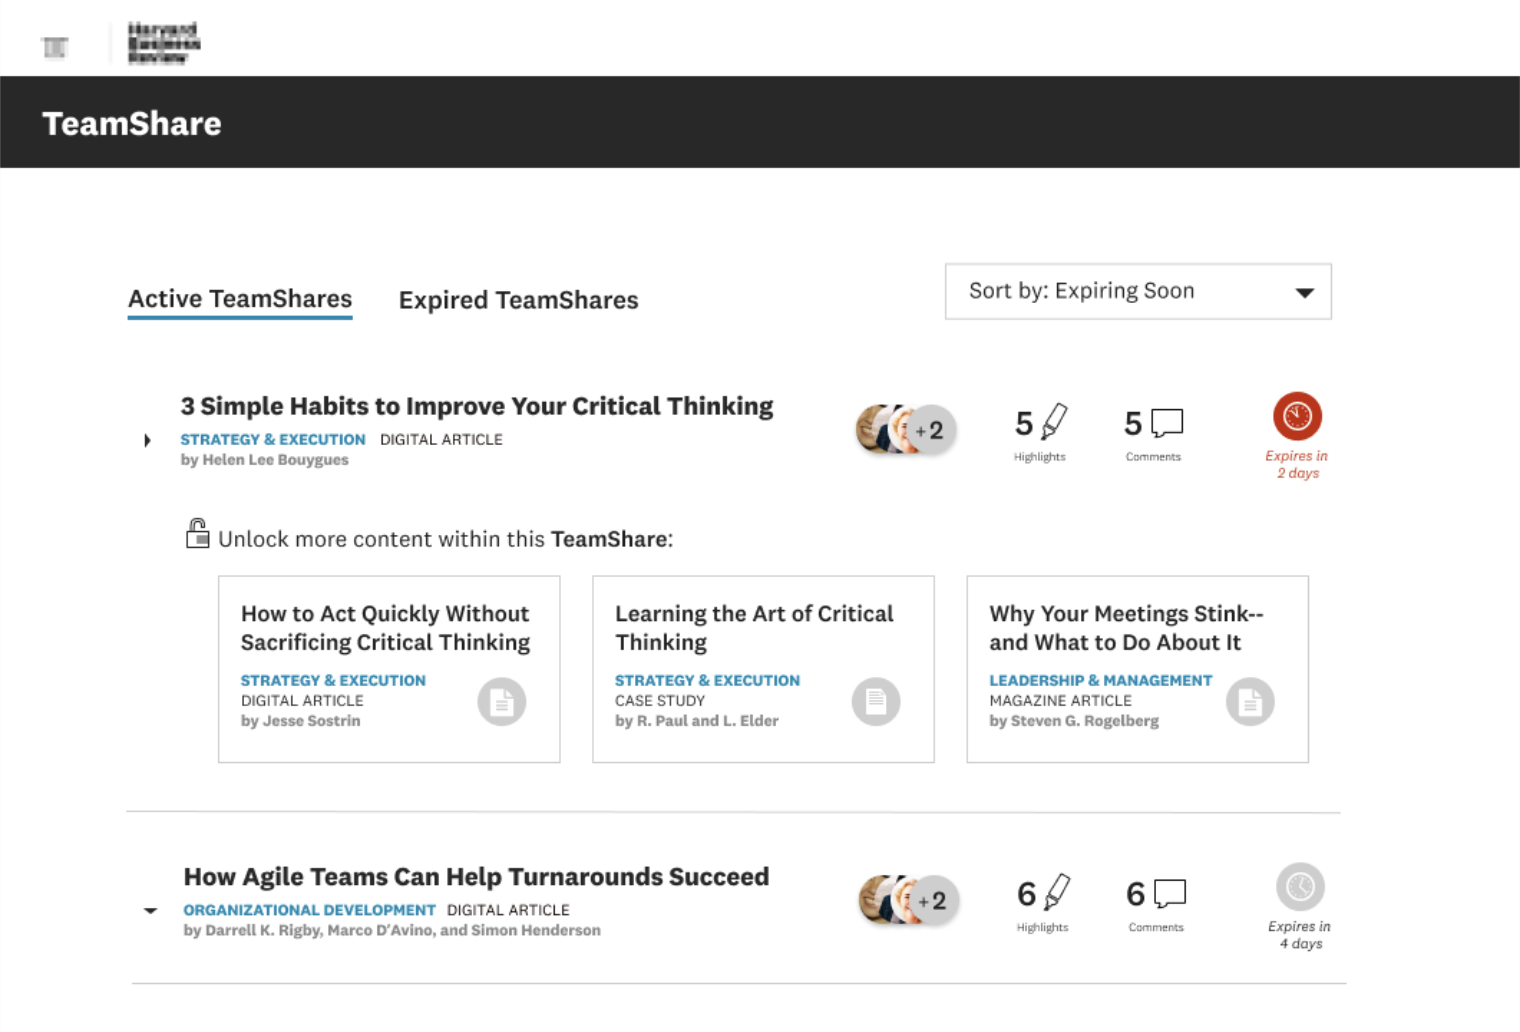 Harvard
Business
Review
TeamShare
Active TeamShares
Expired TeamShares
Sort by: Expiring Soon
3 Simple Habits to Improve Your Critical Thinking
STRATEGY & EXECUTION DIGITAL ARTICLE
by Helen Lee Bouygues
+2
5
Highlights
5
Comments
Expires in
2 days
Unlock more content within this TeamShare:
How to Act Quickly Without
Sacrificing Critical Thinking
STRATEGY & EXECUTION
DIGITAL ARTICLE
by Jesse Sostrin
Learning the Art of Critical
Thinking
STRATEGY & EXECUTION
CASE STUDY
by R. Paul and L. Elder
Why Your Meetings Stink--
and What to Do About It
LEADERSHIP & MANAGEMENT
MAGAZINE ARTICLE
by Steven G. Rogelberg
How Agile Teams Can Help Turnarounds Succeed
ORGANIZATIONAL DEVELOPMENT DIGITAL ARTICLE
by Darrell K. Rigby, Marco D'Avino, and Simon Henderson
+2
6
Highlights
6
Comments
Expires in
4 days